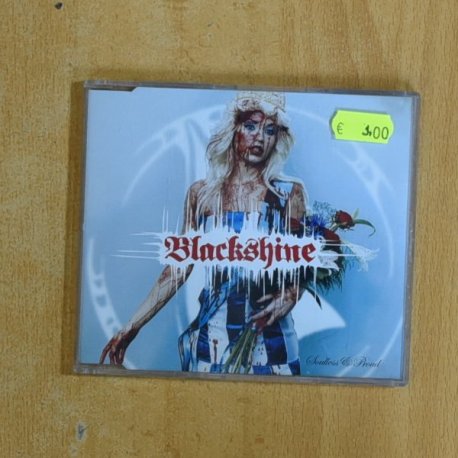 € 3,00
Blackshine
Soulless & Proud